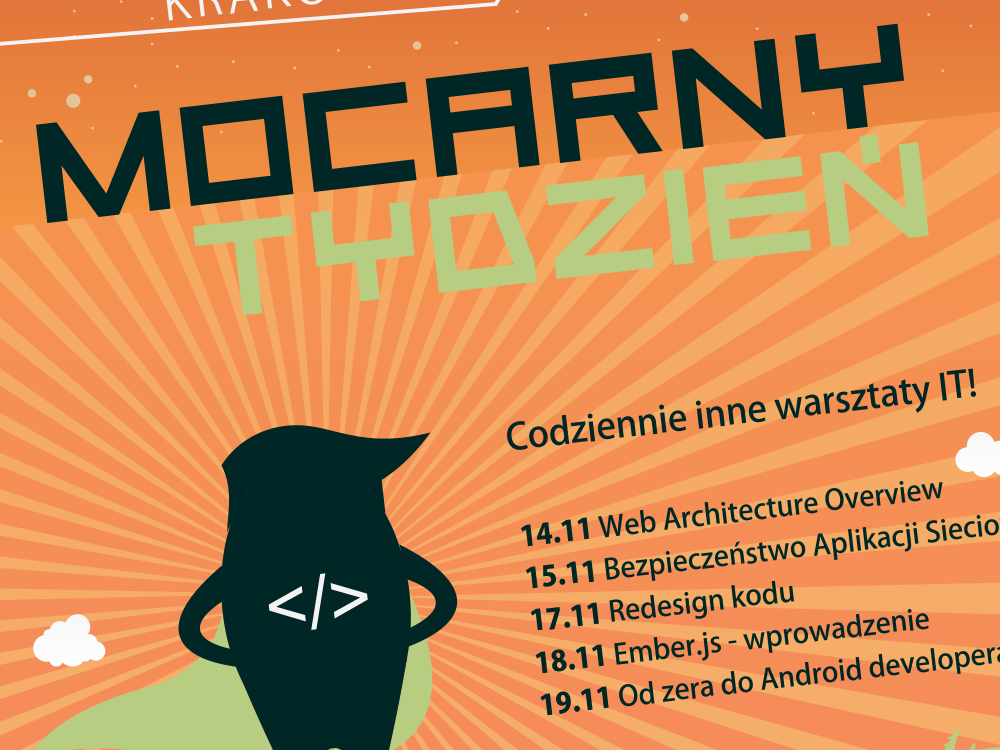 MOCARNY
TYDZIEŃ
Codziennie inne warsztaty IT!
14.11 Web Architecture Overview
15.11 Bezpieczeństwo Aplikacji
17.11 Redesign kodu
18.11 Ember.js - wprowadzenie
19.11 Od zera do Android developera
</>